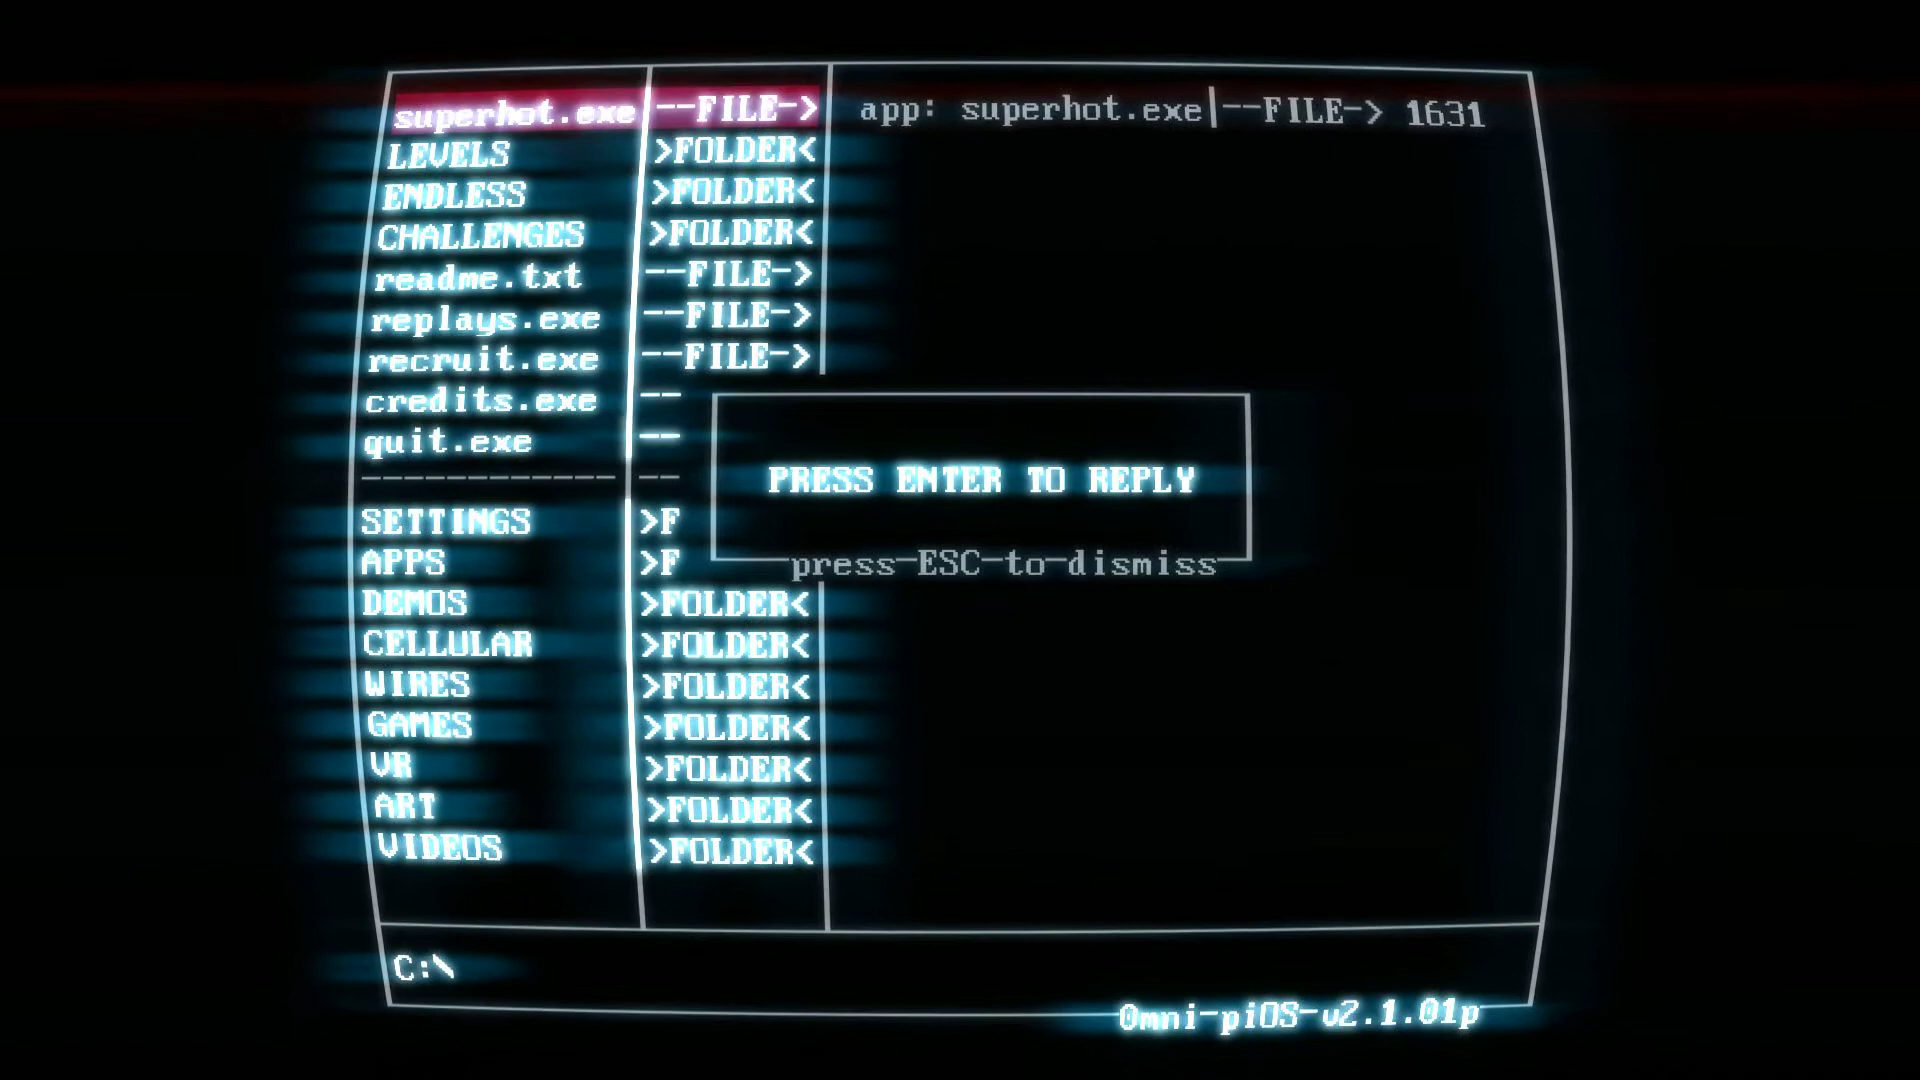 superhot.exe --FILE-> app: superhot.exe|--FILE-> 1631
LEVELS >FOLDER<
ENDLESS >FOLDER<
CHALLENGES >FOLDER<
readme.txt --FILE->
replays.exe --FILE->
recruit.exe --FILE->
credits.exe --
quit.exe --
PRESS ENTER TO REPLY
------------------ --
SETTINGS >F
APPS >F
press-ESC-to-dismiss
DEMOS >FOLDER<
CELLULAR >FOLDER<
WIRES >FOLDER<
GAMES >FOLDER<
VR >FOLDER<
ART >FOLDER<
VIDEOS >FOLDER<
C:\
0mni-piOS-v2.1.01p